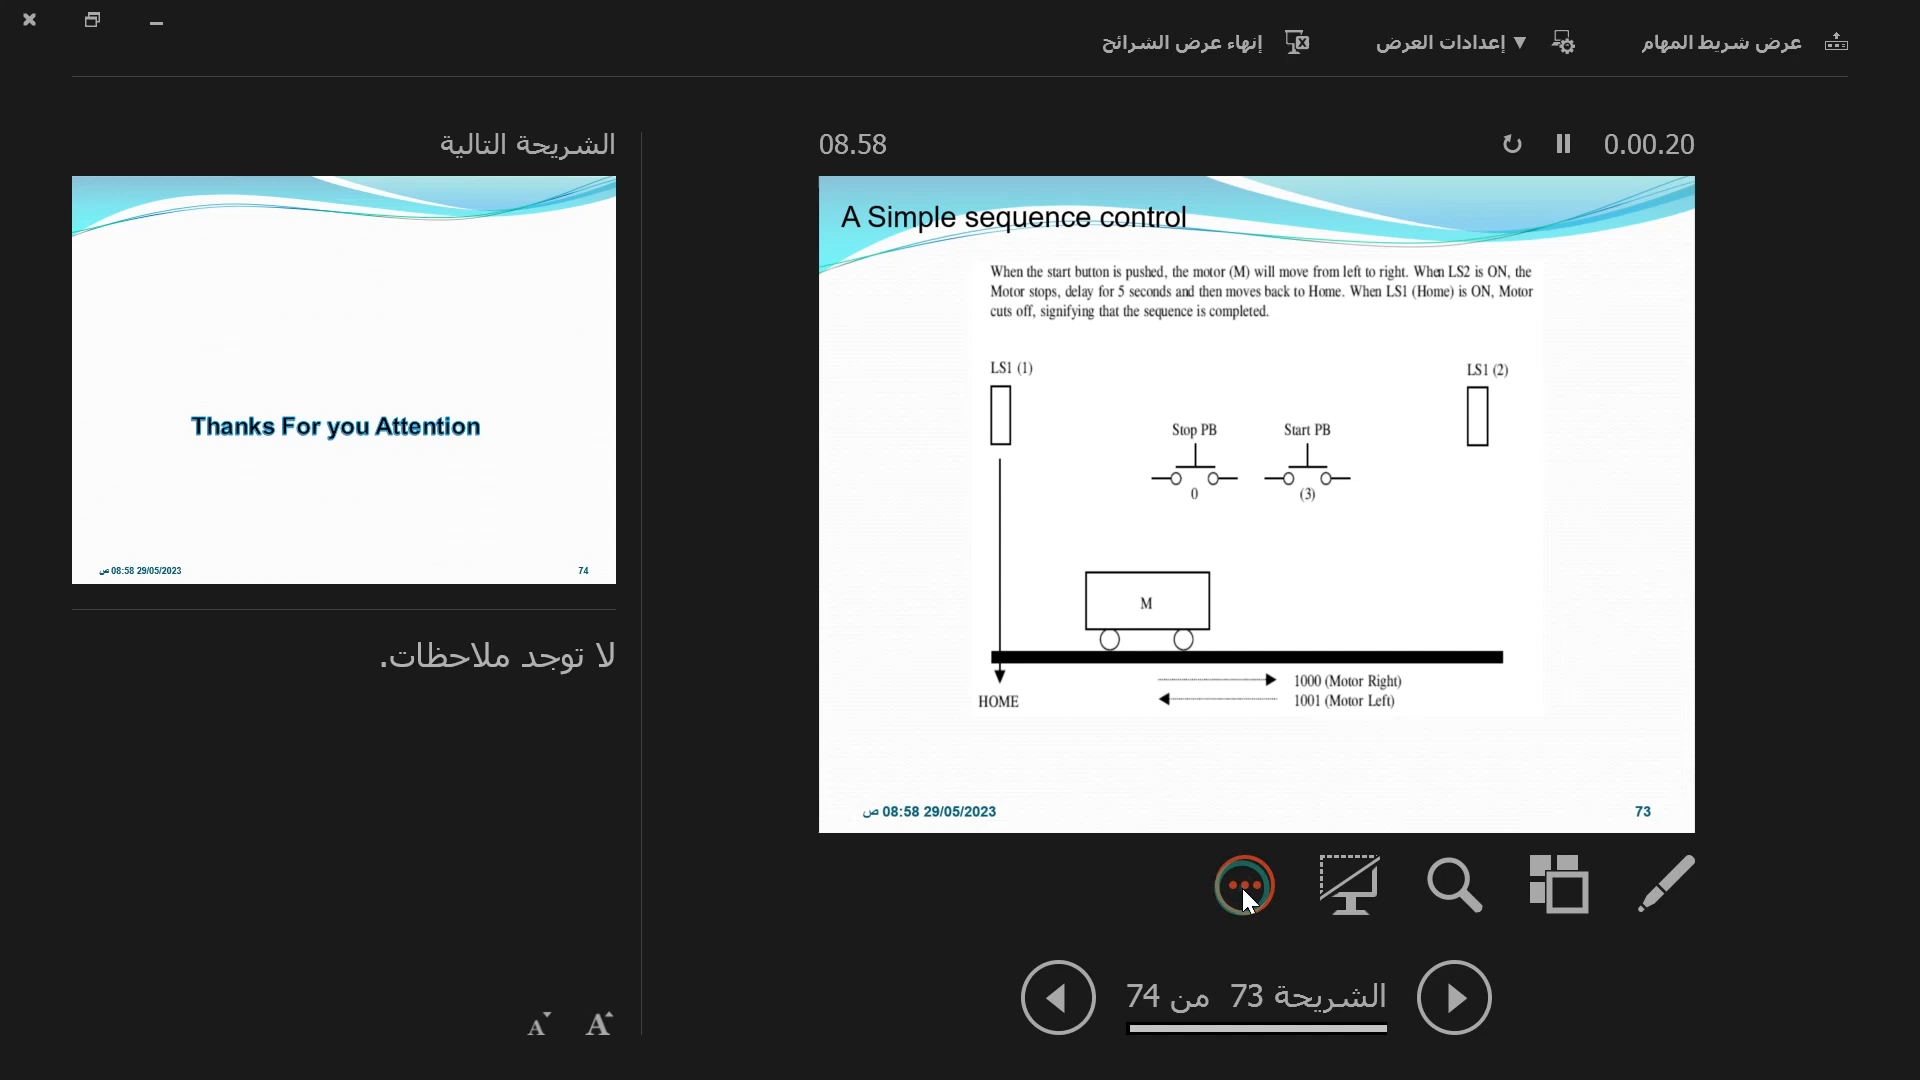 عرض شريط المهام
إعدادات العرض ▼
إنهاء عرض الشرائح
0.00.20
08.58
A Simple sequence control
When the start button is pushed, the motor (M) will move from left to right. When LS2 is ON, the
Motor stops, delay for 5 seconds and then moves back to Home. When LS1 (Home) is ON, Motor
cuts off, signifying that the sequence is completed.
LS1 (1)
LS1 (2)
Stop PB
Start PB
0
(3)
M
HOME
1000 (Motor Right)
1001 (Motor Left)
29/05/2023 08:58 ص
73
الشريحة 73 من 74
الشريحة التالية
Thanks For you Attention
29/05/2023 08:58 ص
74
لا توجد ملاحظات.
A A